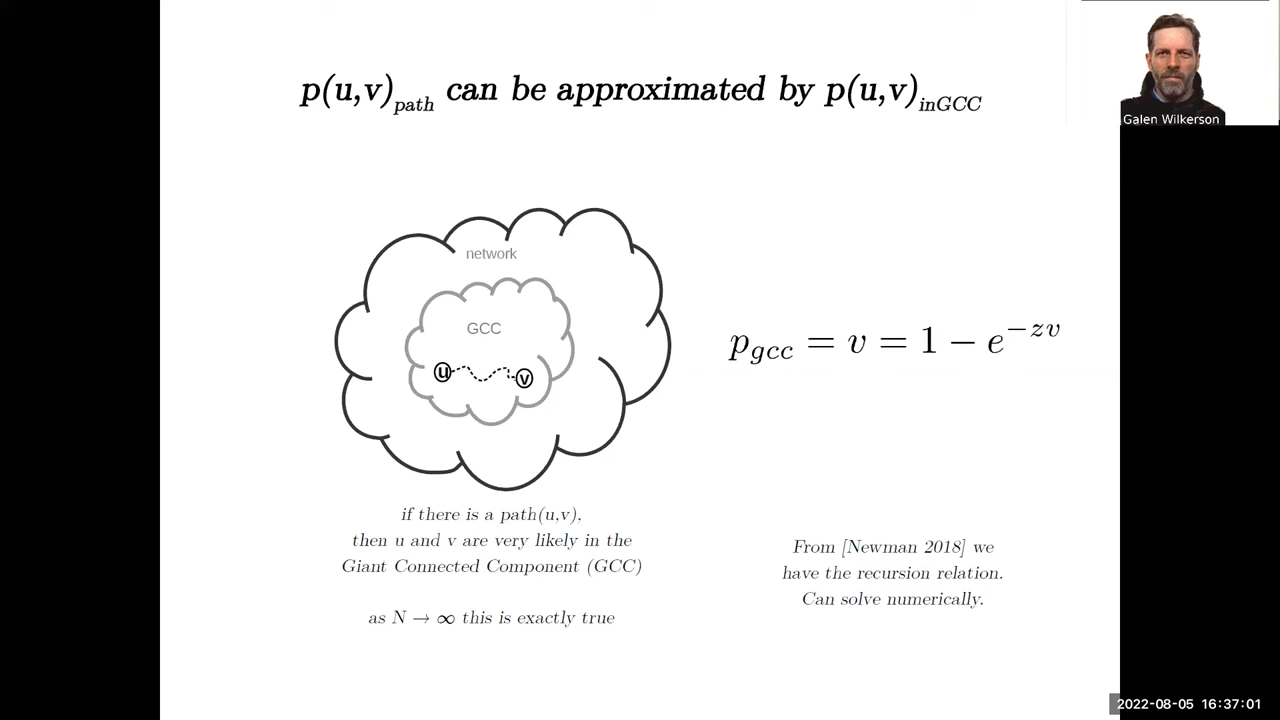 p(u,v)_path can be approximated by p(u,v)_inGCC
Galen Wilkerson
network
GCC
u
v
p_gcc = v = 1 − e^−zv
if there is a path(u,v),
then u and v are very likely in the
Giant Connected Component (GCC)
as N → ∞ this is exactly true
From [Newman 2018] we
have the recursion relation.
Can solve numerically.
2022-08-05 16:37:01